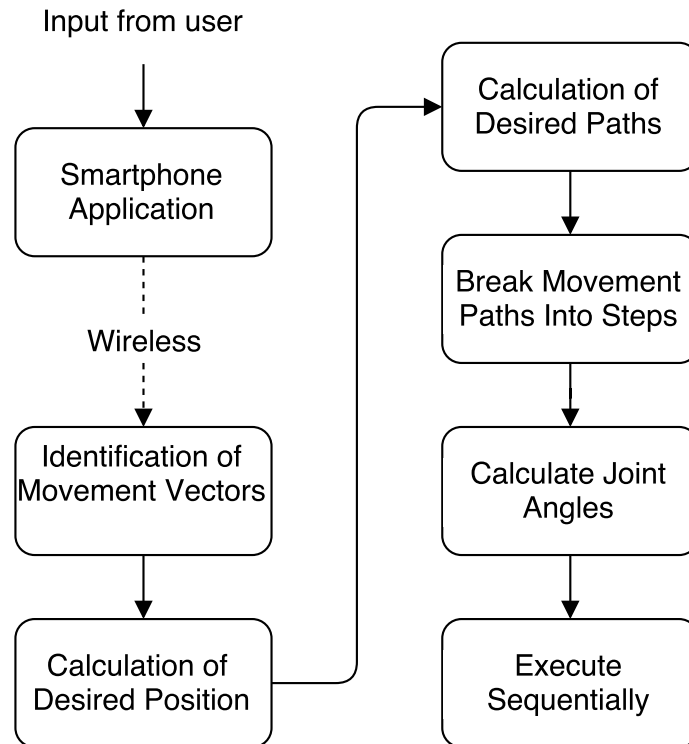 Input from user
Smartphone
Application
Wireless
Identification of
Movement Vectors
Calculation of
Desired Position
Calculation of
Desired Paths
Break Movement
Paths Into Steps
Calculate Joint
Angles
Execute
Sequentially